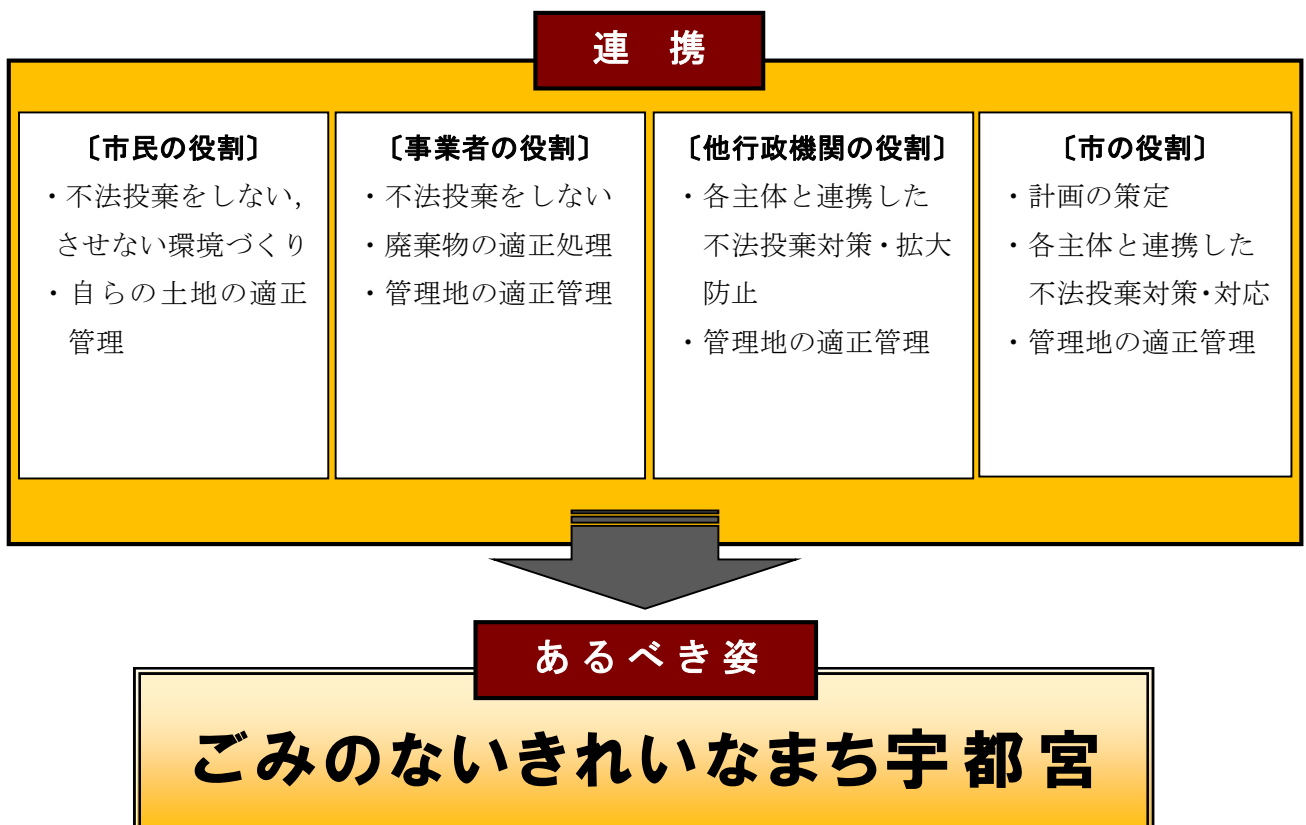 連 携
〔市民の役割〕
・不法投棄をしない,
させない環境づくり
・自らの土地の適正
管理
〔事業者の役割〕
・不法投棄をしない
・廃棄物の適正処理
・管理地の適正管理
〔他行政機関の役割〕
・各主体と連携した
不法投棄対策・拡大
防止
・管理地の適正管理
〔市の役割〕
・計画の策定
・各主体と連携した
不法投棄対策・対応
・管理地の適正管理
あるべき姿
ごみのないきれいなまち宇都宮